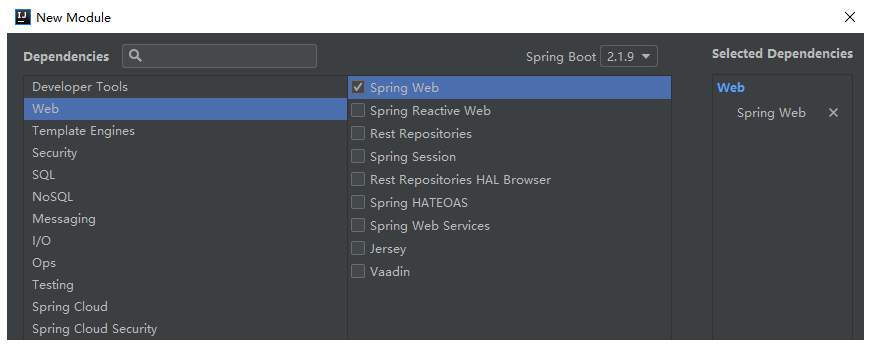 IJ New Module
Dependencies
Spring Boot 2.1.9
Selected Dependencies
Developer Tools
Web
Template Engines
Security
SQL
NoSQL
Messaging
I/O
Ops
Testing
Spring Cloud
Spring Cloud Security
Spring Web
Spring Reactive Web
Rest Repositories
Spring Session
Rest Repositories HAL Browser
Spring HATEOAS
Spring Web Services
Jersey
Vaadin
Web
Spring Web